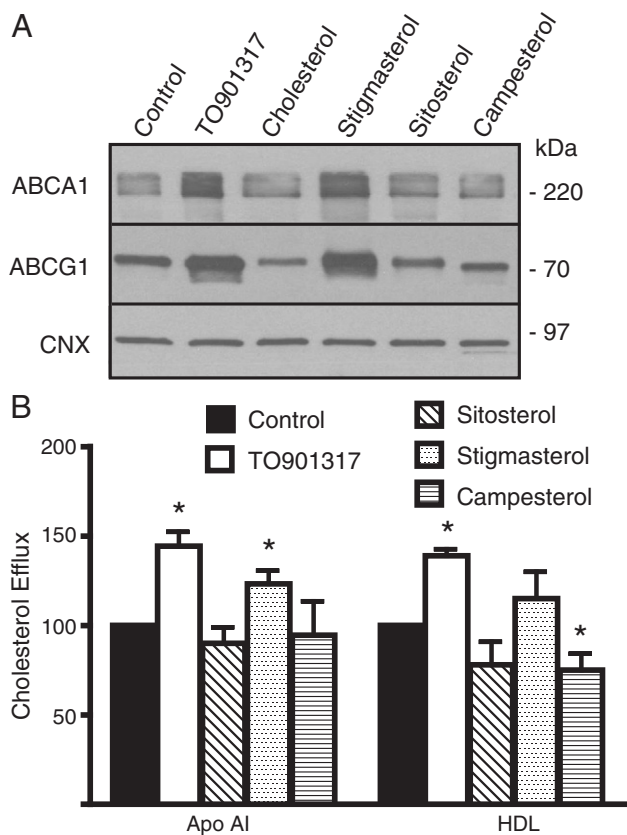 A
Control
TO901317
Cholesterol
Stigmasterol
Sitosterol
Campesterol
kDa
ABCA1
- 220
ABCG1
- 70
CNX
- 97
B
Control
TO901317
Sitosterol
Stigmasterol
Campesterol
Cholesterol Efflux
200
150
100
50
0
*
*
*
*
Apo AI
HDL